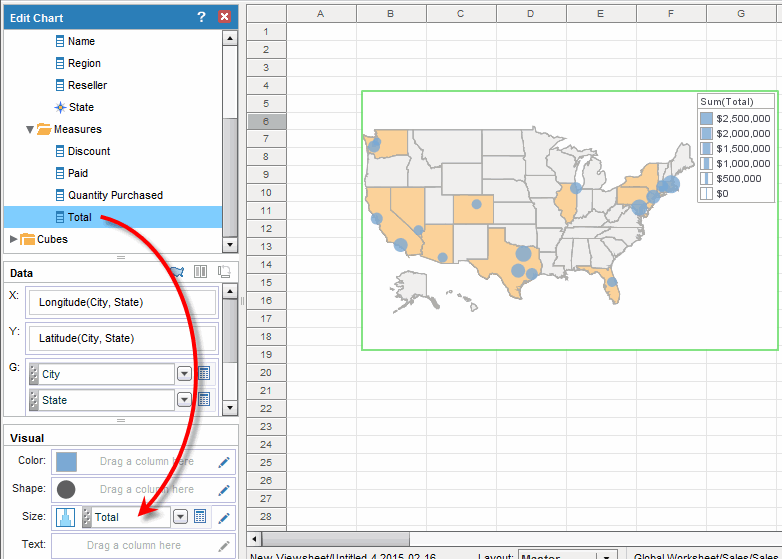 Edit Chart ?
Name
Region
Reseller
State
Measures
Discount
Paid
Quantity Purchased
Total
Cubes
Data
X: Longitude(City, State)
Y: Latitude(City, State)
G: City
State
Visual
Color: Drag a column here
Shape: Drag a column here
Size: Total
Text: Drag a column here
A B C D E F G
1
2
3
4
5
6
7
8
9
10
11
12
13
14
15
16
17
18
19
20
21
22
23
24
25
26
27
28
Sum(Total)
$2,500,000
$2,000,000
$1,500,000
$1,000,000
$500,000
$0
New Viewsheet/Untitled-4,2015-02-16 Layout: Master Global Worksheet/Sales/Sales